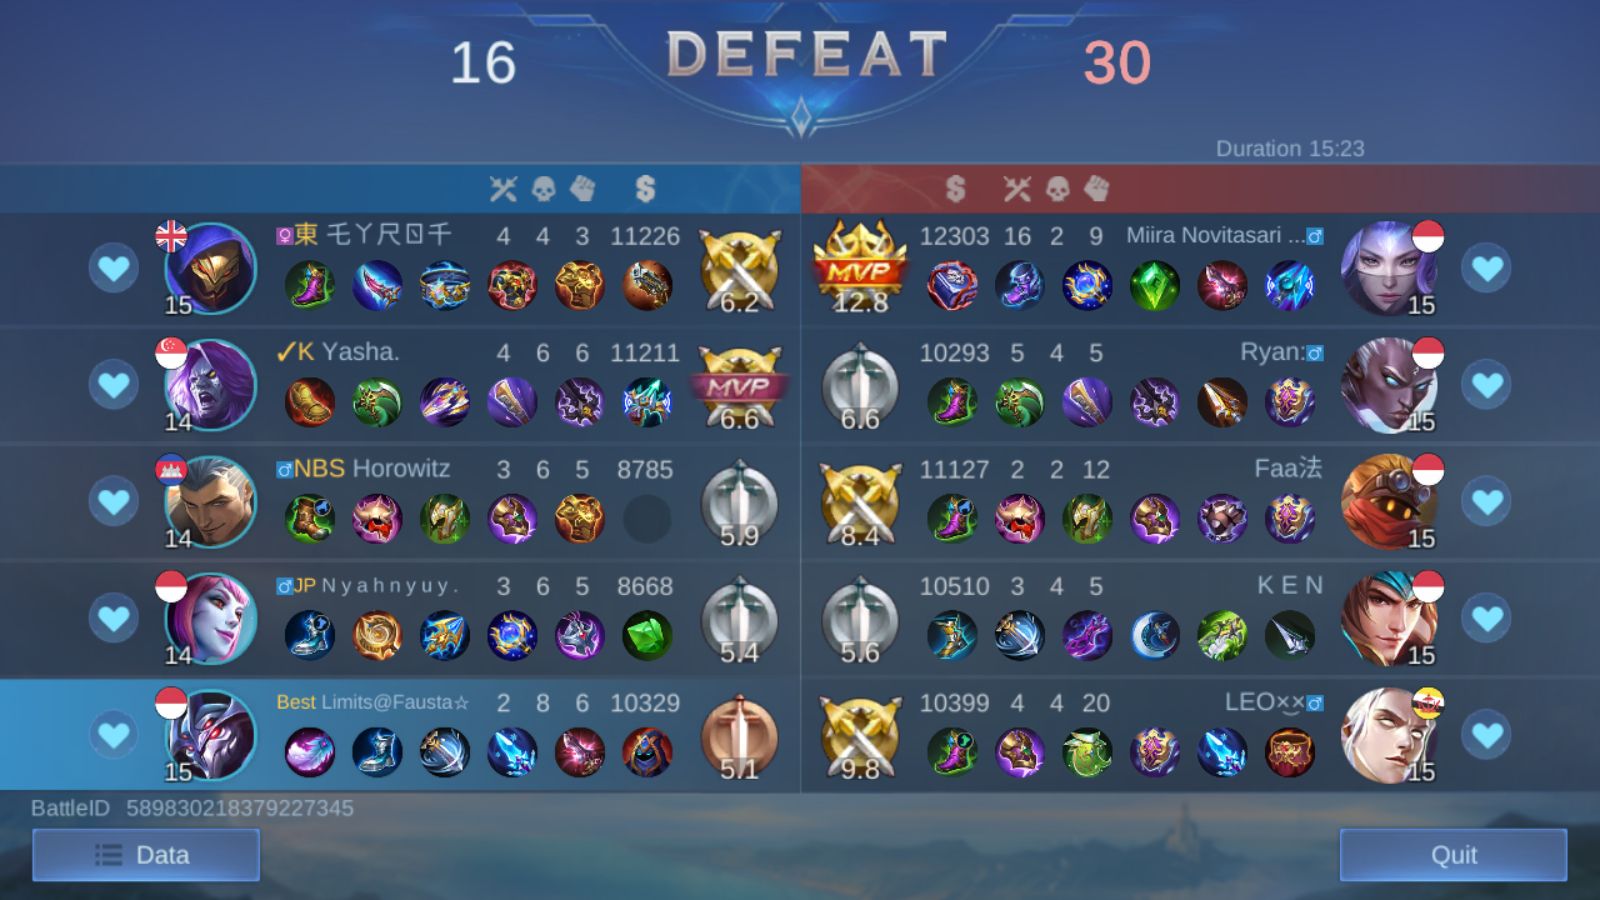 16 DEFEAT 30
Duration 15:23
東 乇丫尺日千 4 4 3 11226
15 6.2
MVP 12303 16 2 9 Miira Novitasari ...
12.8 15
✓K Yasha. 4 6 6 11211 MVP
14 6.6
10293 5 4 5 Ryan:
6.6 15
NBS Horowitz 3 6 5 8785
14 5.9
11127 2 2 12 Faa法
8.4 15
JP Nyahnyuy. 3 6 5 8668
14 5.4
10510 3 4 5 K E N
5.6 15
Best Limits@Fausta☆ 2 8 6 10329
15 5.1
10399 4 4 20 LEO×͜×
9.8 15
BattleID 589830218379227345
Data
Quit